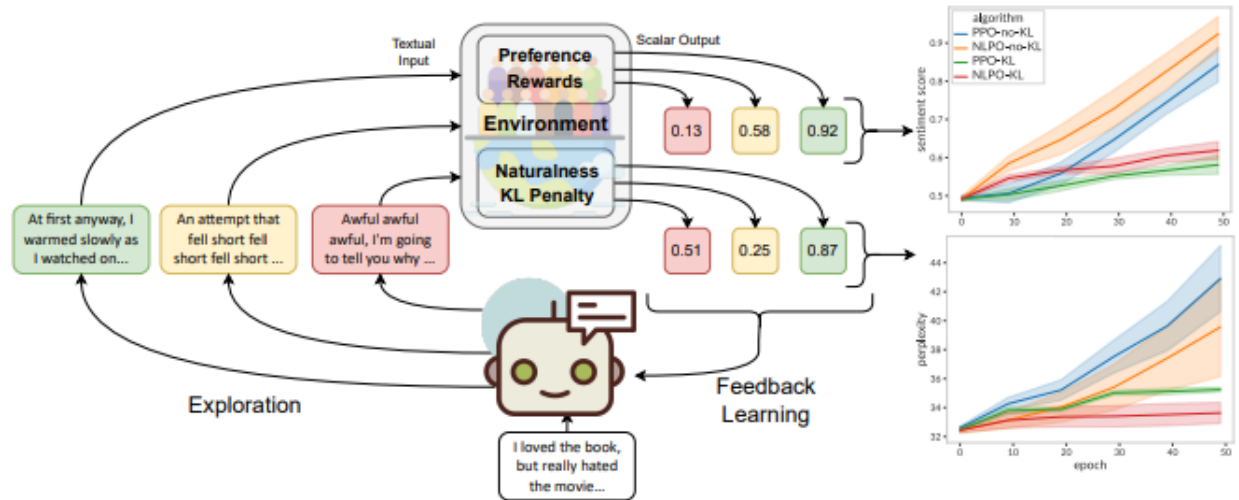 Textual
Input
Preference
Rewards
Environment
Naturalness
KL Penalty
Scalar Output
0.13
0.58
0.92
0.51
0.25
0.87
At first anyway, I
warmed slowly as
I watched on...
An attempt that
fell short fell
short fell short ...
Awful awful
awful, I'm going
to tell you why ...
Exploration
Feedback
Learning
I loved the book,
but really hated
the movie...
algorithm
PPO-no-KL
NLPO-no-KL
PPO-KL
NLPO-KL
sentiment score
0.9
0.8
0.7
0.6
0.5
0 10 20 30 40 50
perplexity
44
42
40
38
36
34
32
0 10 20 30 40 50
epoch